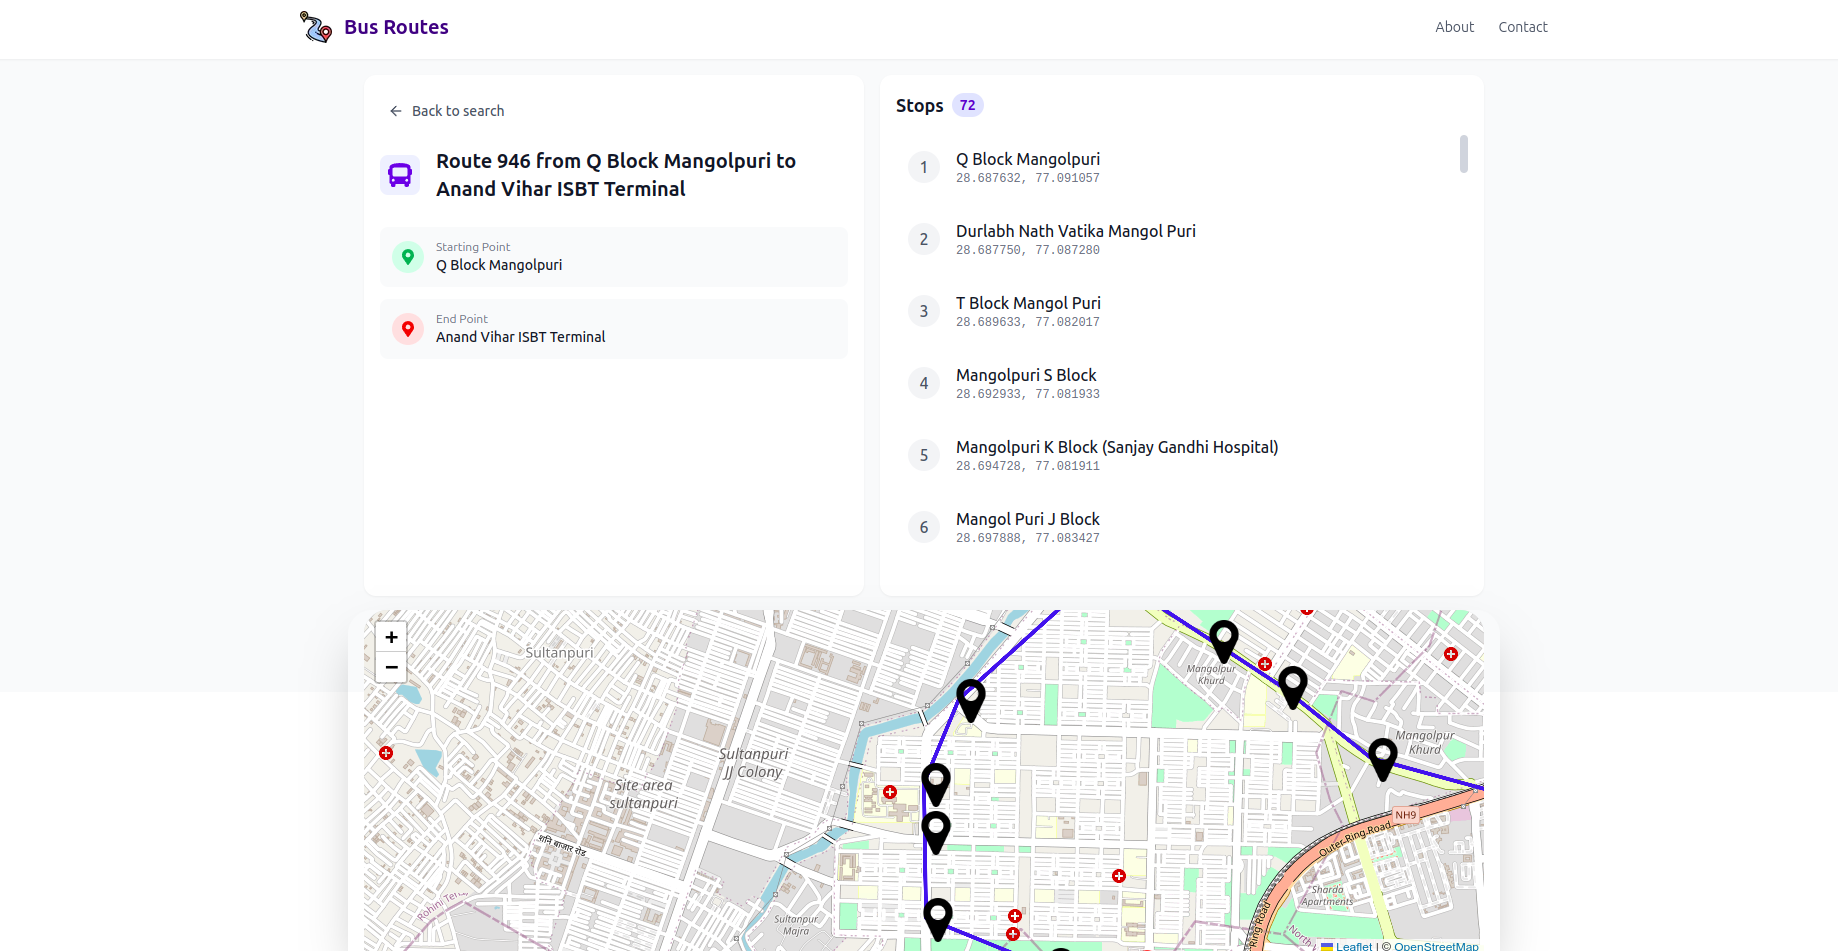 Bus Routes
About
Contact
Back to search
Route 946 from Q Block Mangolpuri to
Anand Vihar ISBT Terminal
Starting Point
Q Block Mangolpuri
End Point
Anand Vihar ISBT Terminal
Stops 72
1
Q Block Mangolpuri
28.687632, 77.091057
2
Durlabh Nath Vatika Mangol Puri
28.687750, 77.087280
3
T Block Mangol Puri
28.689633, 77.082017
4
Mangolpuri S Block
28.692933, 77.081933
5
Mangolpuri K Block (Sanjay Gandhi Hospital)
28.694728, 77.081911
6
Mangol Puri J Block
28.697888, 77.083427
+
−
Sultanpuri
Mangolpur
Khurd
Mangolpur
Khurd
Sultanpuri
JJ Colony
Site area
sultanpuri
NH9
Outer Ring Road
शनि बाजार रोड
Sharda
Apartments
Rohini Te
Sultanpur
Majra
Ring Road
North
Leaflet | © OpenStreetMap